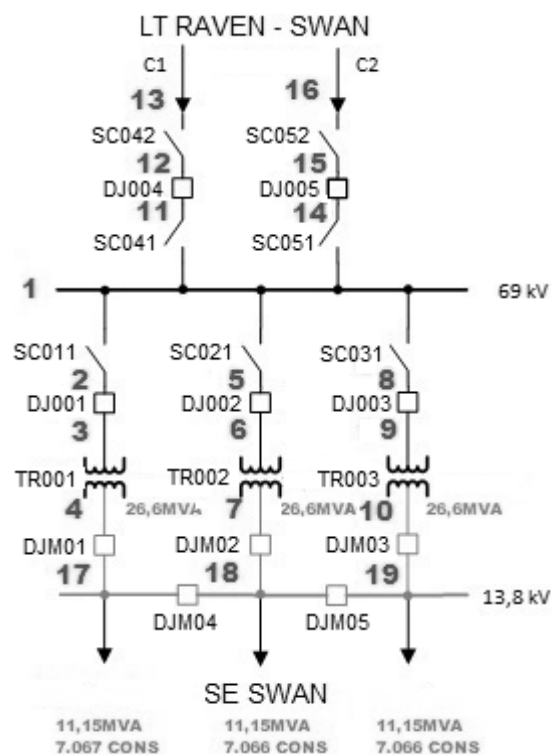 LT RAVEN - SWAN
C1
C2
13
16
SC042
SC052
12
15
DJ004
DJ005
11
14
SC041
SC051
1
69 kV
SC011
SC021
SC031
2
5
8
DJ001
DJ002
DJ003
3
6
9
TR001
TR002
TR003
4
26,6MVA
7
26,6MVA
10
26,6MVA
DJM01
DJM02
DJM03
17
18
19
13,8 kV
DJM04
DJM05
SE SWAN
11,15MVA
11,15MVA
11,15MVA
7.067 CONS
7.066 CONS
7.066 CONS